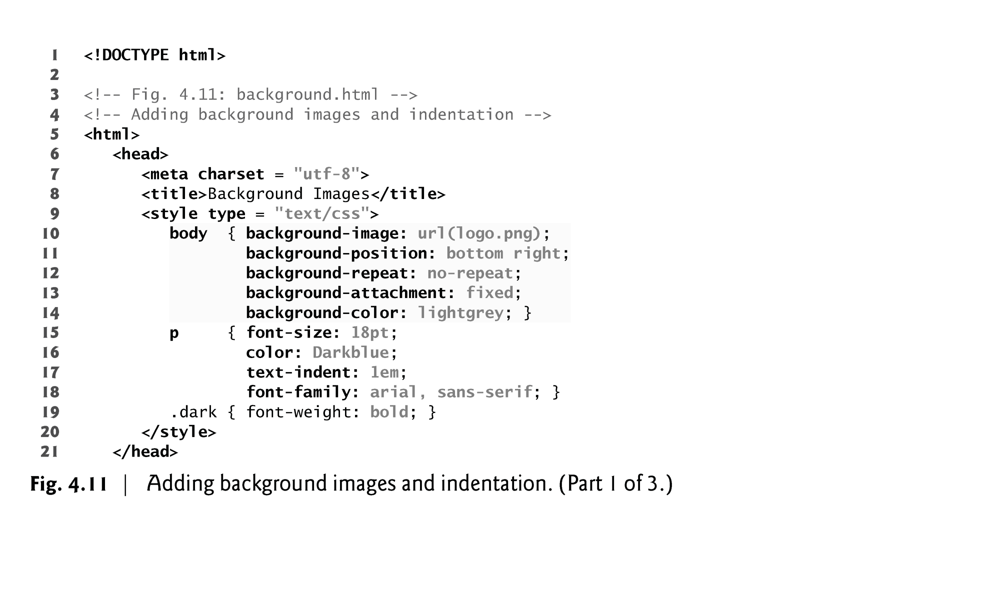 1 <!DOCTYPE html>
2
3 <!-- Fig. 4.11: background.html -->
4 <!-- Adding background images and indentation -->
5 <html>
6    <head>
7       <meta charset = "utf-8">
8       <title>Background Images</title>
9       <style type = "text/css">
10         body  { background-image: url(logo.png);
11                 background-position: bottom right;
12                 background-repeat: no-repeat;
13                 background-attachment: fixed;
14                 background-color: lightgrey; }
15         p     { font-size: 18pt;
16                 color: Darkblue;
17                 text-indent: 1em;
18                 font-family: arial, sans-serif; }
19         .dark { font-weight: bold; }
20      </style>
21   </head>
Fig. 4.11 | Adding background images and indentation. (Part 1 of 3.)